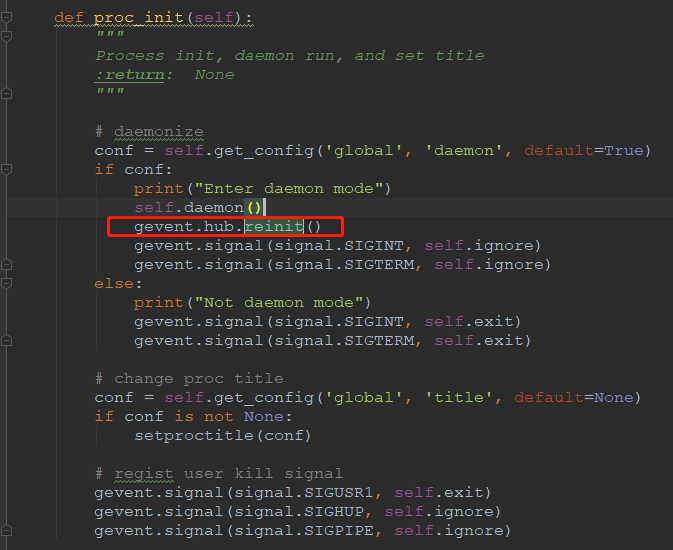 def proc_init(self):
"""
Process init, daemon run, and set title
:return:  None
"""
# daemonize
conf = self.get_config('global', 'daemon', default=True)
if conf:
print("Enter daemon mode")
self.daemon()
gevent.hub.reinit()
gevent.signal(signal.SIGINT, self.ignore)
gevent.signal(signal.SIGTERM, self.ignore)
else:
print("Not daemon mode")
gevent.signal(signal.SIGINT, self.exit)
gevent.signal(signal.SIGTERM, self.exit)
# change proc title
conf = self.get_config('global', 'title', default=None)
if conf is not None:
setproctitle(conf)
# regist user kill signal
gevent.signal(signal.SIGUSR1, self.exit)
gevent.signal(signal.SIGHUP, self.ignore)
gevent.signal(signal.SIGPIPE, self.ignore)